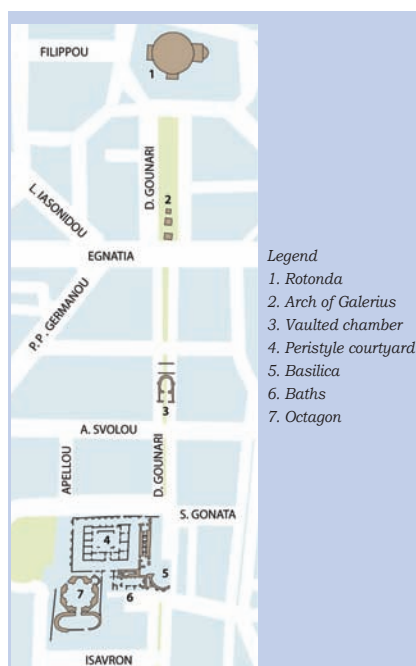 FILIPPOU
1
D. GOUNARI
L. IASONIDOU
2
EGNATIA
P. P. GERMANOU
3
A. SVOLOU
APELLOU
D. GOUNARI
S. GONATA
4
5
7
6
ISAVRON
Legend
1. Rotonda
2. Arch of Galerius
3. Vaulted chamber
4. Peristyle courtyard
5. Basilica
6. Baths
7. Octagon